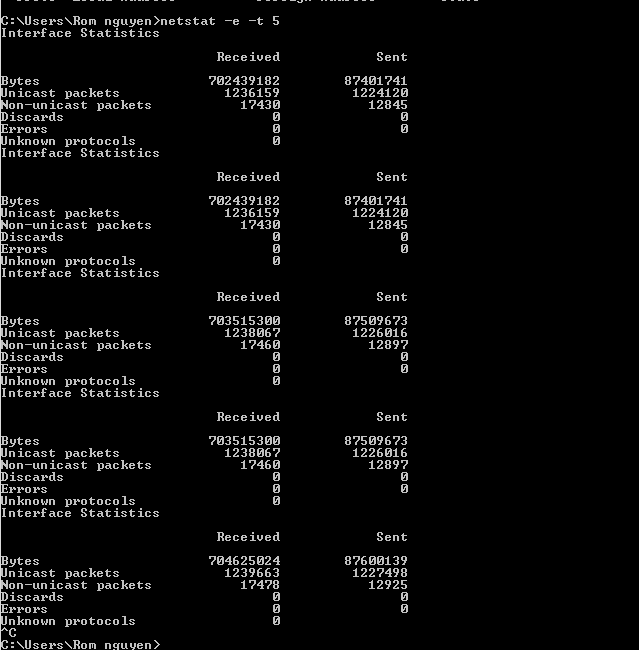 C:\Users\Rom nguyen>netstat -e -t 5
Interface Statistics
Received Sent
Bytes 702439182 87401741
Unicast packets 1236159 1224120
Non-unicast packets 17430 12845
Discards 0 0
Errors 0 0
Unknown protocols 0
Interface Statistics
Received Sent
Bytes 702439182 87401741
Unicast packets 1236159 1224120
Non-unicast packets 17430 12845
Discards 0 0
Errors 0 0
Unknown protocols 0
Interface Statistics
Received Sent
Bytes 703515300 87509673
Unicast packets 1238067 1226016
Non-unicast packets 17460 12897
Discards 0 0
Errors 0 0
Unknown protocols 0
Interface Statistics
Received Sent
Bytes 703515300 87509673
Unicast packets 1238067 1226016
Non-unicast packets 17460 12897
Discards 0 0
Errors 0 0
Unknown protocols 0
Interface Statistics
Received Sent
Bytes 704625024 87600139
Unicast packets 1239663 1227498
Non-unicast packets 17478 12925
Discards 0 0
Errors 0 0
Unknown protocols 0
^C
C:\Users\Rom nguyen>